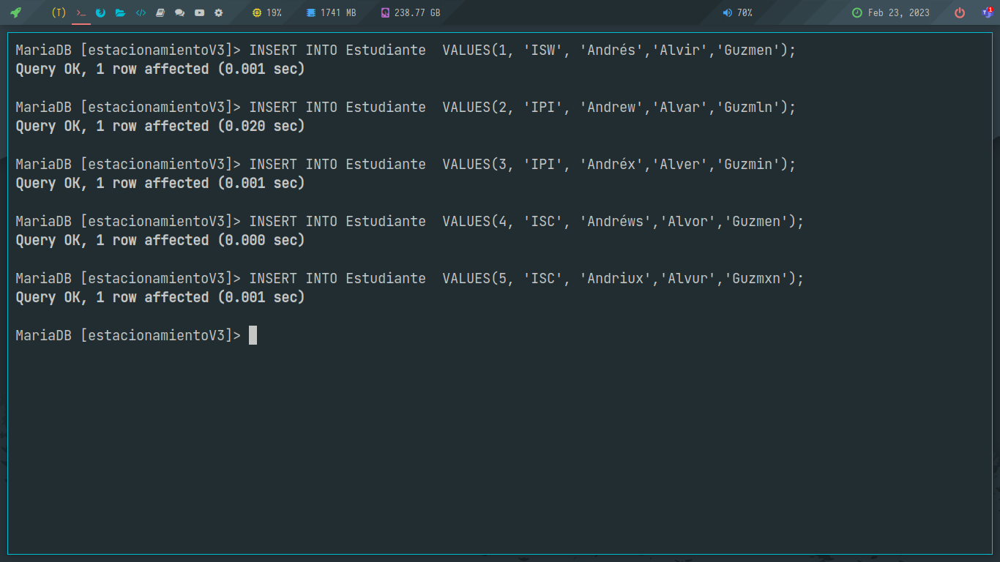 (T) >_ </> 19% 1741 MB 238.77 GB 70% Feb 23, 2023 1
MariaDB [estacionamientoV3]> INSERT INTO Estudiante  VALUES(1, 'ISW', 'Andrés','Alvir','Guzmen');
Query OK, 1 row affected (0.001 sec)
MariaDB [estacionamientoV3]> INSERT INTO Estudiante  VALUES(2, 'IPI', 'Andrew','Alvar','Guzmln');
Query OK, 1 row affected (0.020 sec)
MariaDB [estacionamientoV3]> INSERT INTO Estudiante  VALUES(3, 'IPI', 'Andréx','Alver','Guzmin');
Query OK, 1 row affected (0.001 sec)
MariaDB [estacionamientoV3]> INSERT INTO Estudiante  VALUES(4, 'ISC', 'Andréws','Alvor','Guzmen');
Query OK, 1 row affected (0.000 sec)
MariaDB [estacionamientoV3]> INSERT INTO Estudiante  VALUES(5, 'ISC', 'Andriux','Alvur','Guzmxn');
Query OK, 1 row affected (0.001 sec)
MariaDB [estacionamientoV3]>